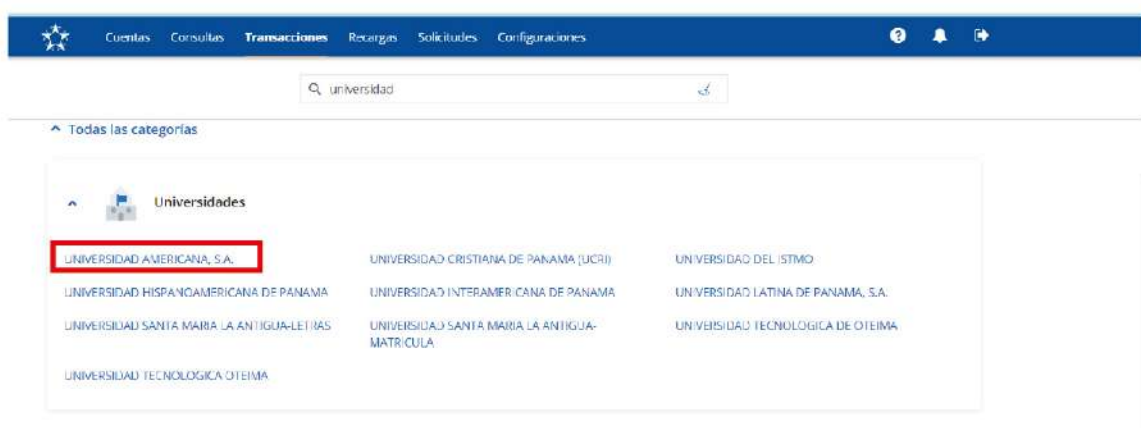 Cuentas Consultas Transacciones Recargas Solicitudes Configuraciones
universidad
Todas las categorías
Universidades
UNIVERSIDAD AMERICANA, S.A. UNIVERSIDAD CRISTIANA DE PANAMA (UCRI) UNIVERSIDAD DEL ISTMO
UNIVERSIDAD HISPANOAMERICANA DE PANAMA UNIVERSIDAD INTERAMERICANA DE PANAMA UNIVERSIDAD LATINA DE PANAMA, S.A.
UNIVERSIDAD SANTA MARIA LA ANTIGUA-LETRAS UNIVERSIDAD SANTA MARIA LA ANTIGUA- UNIVERSIDAD TECNOLOGICA DE OTEIMA
MATRICULA
UNIVERSIDAD TECNOLOGICA OTEIMA